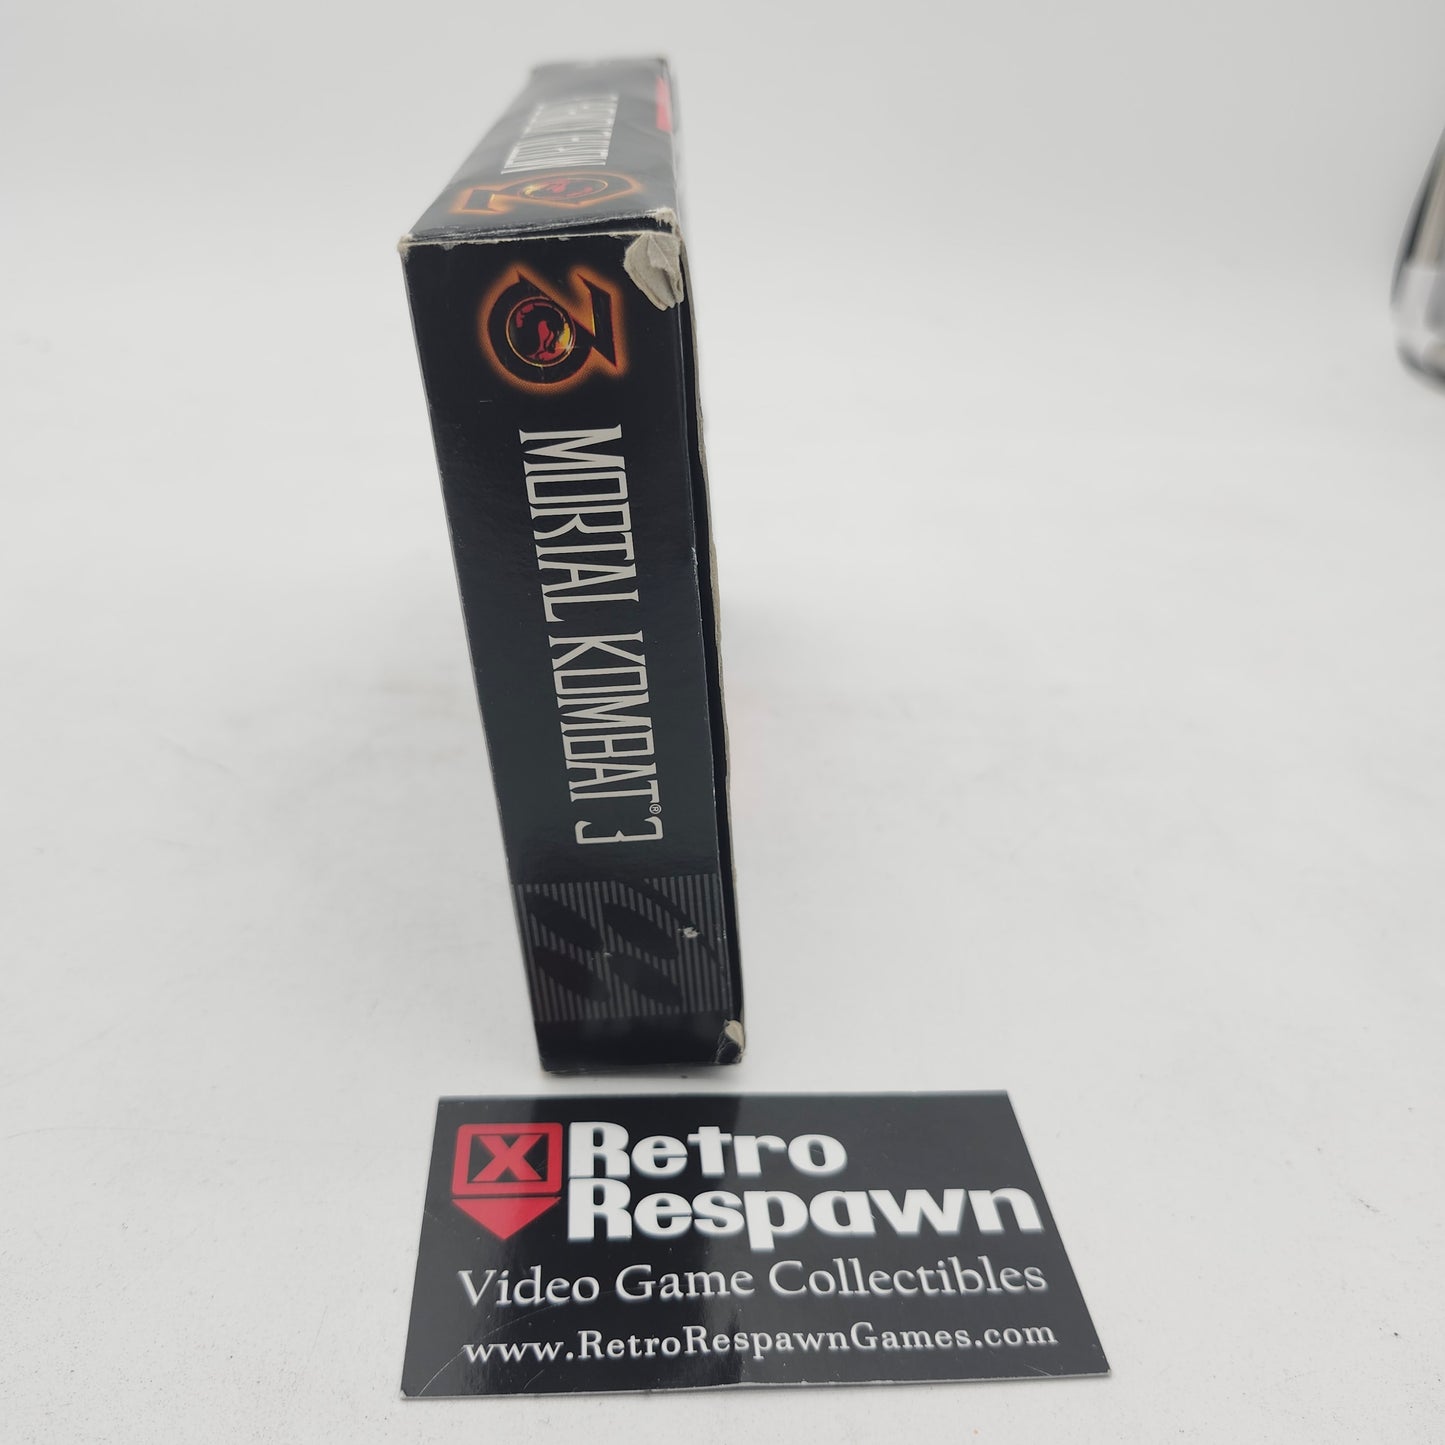 MORTAL KOMBAT® 3
X Retro
Respawn
Video Game Collectibles
www.RetroRespawnGames.com